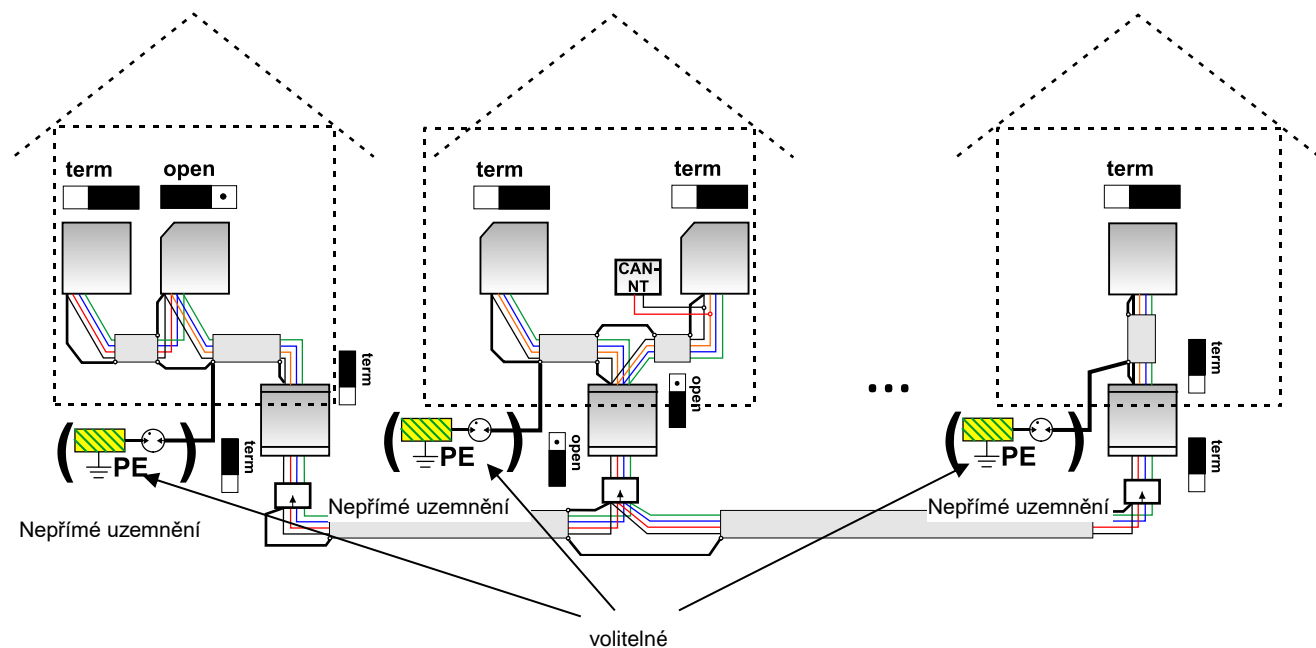 term
open
term
term
term
CAN-
NT
term
open
term
...
PE
term
PE
open
PE
term
Nepřímé uzemnění
Nepřímé uzemnění
Nepřímé uzemnění
volitelné